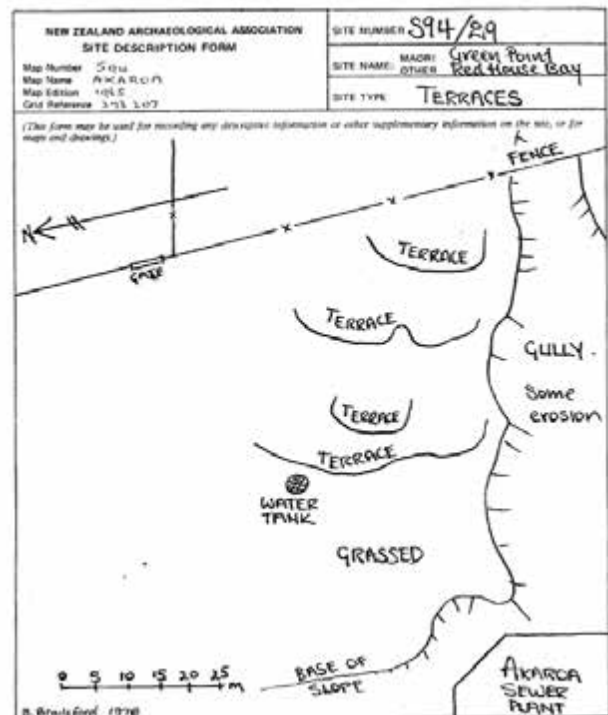 NEW ZEALAND ARCHAEOLOGICAL ASSOCIATION
SITE DESCRIPTION FORM
Map Number
Map Name AKAROA
Map Edition
Grid Reference
SITE NUMBER S94/29
SITE NAME: MAORI Green Point
OTHER Red House Bay
SITE TYPE TERRACES
(This form may be used for recording any descriptive information or other supplementary information on the site, or for
maps and drawings.)
FENCE
N
GATE
TERRACE
TERRACE
GULLY.
Some
erosion
TERRACE
TERRACE
WATER
TANK
GRASSED
0 5 10 15 20 25
m
BASE OF
SLOPE
AKAROA
SEWER
PLANT